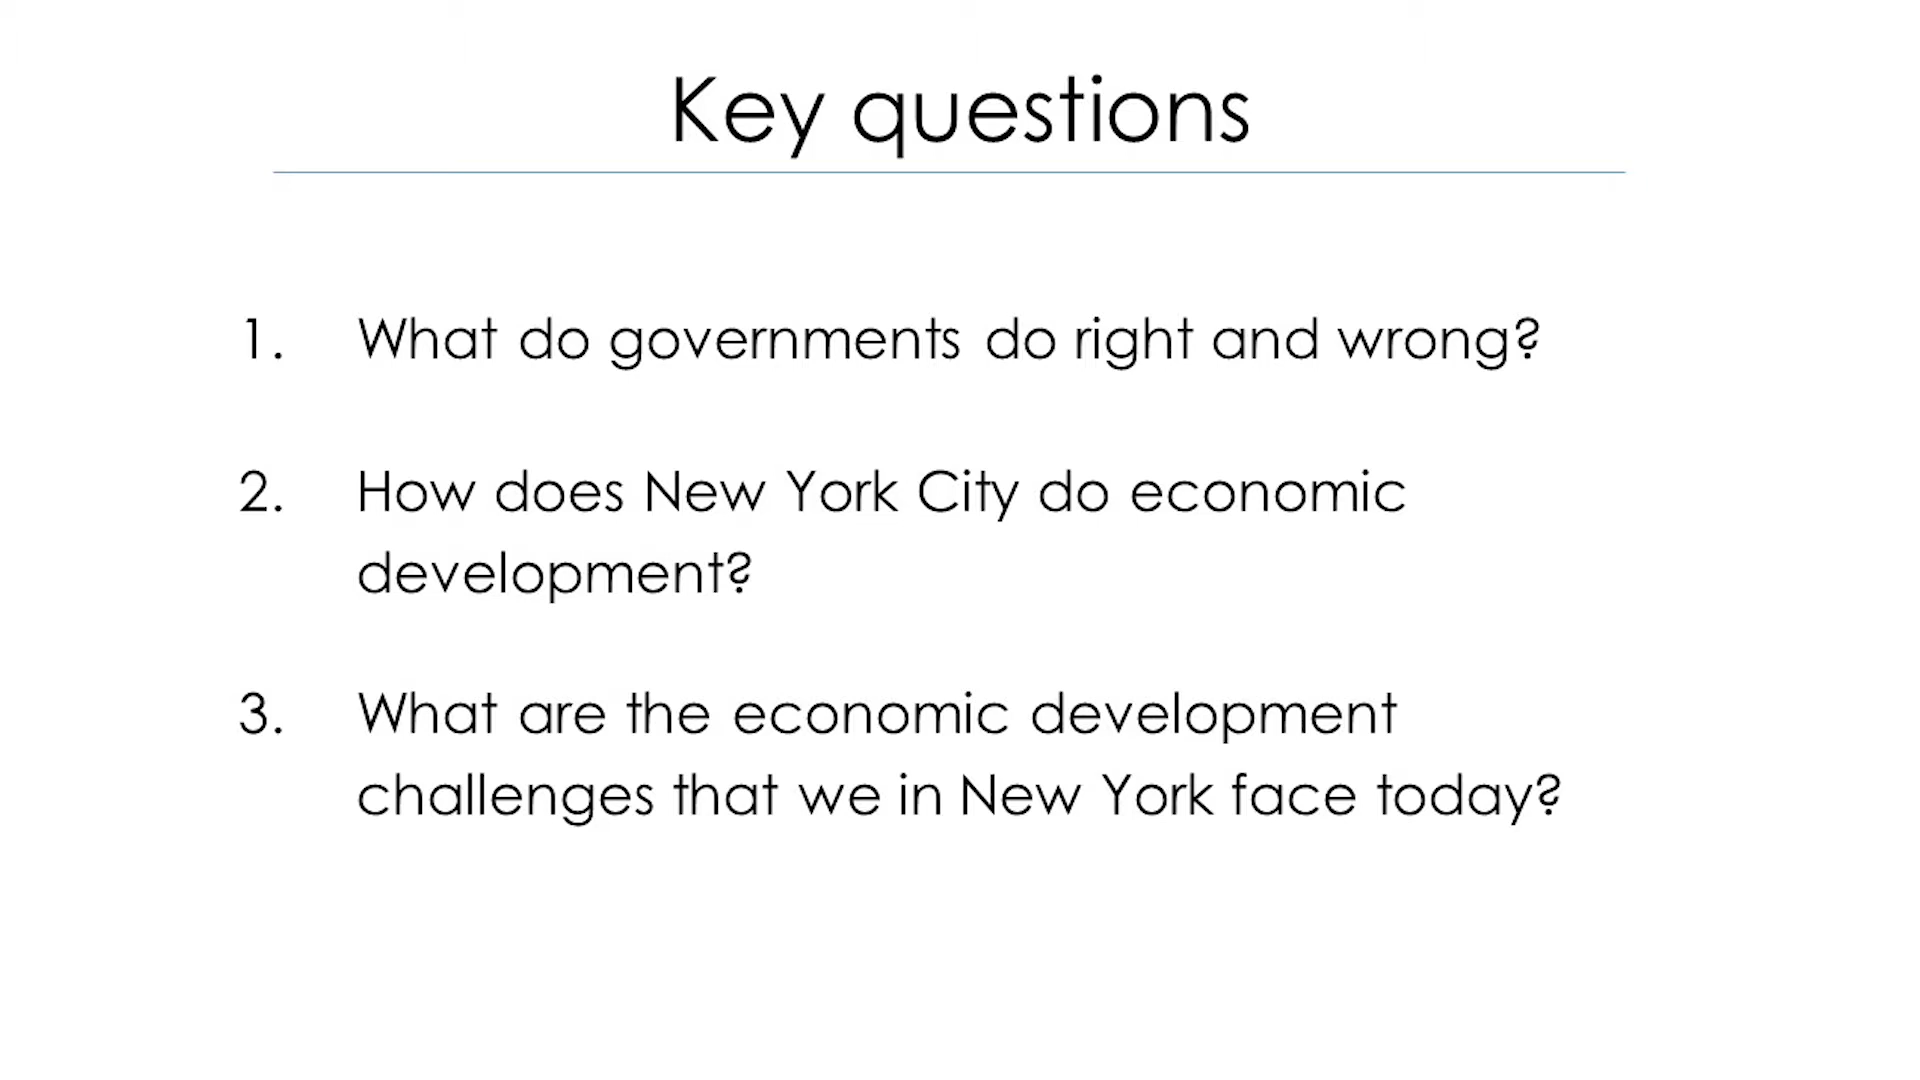 Key questions
1. What do governments do right and wrong?
2. How does New York City do economic
development?
3. What are the economic development
challenges that we in New York face today?